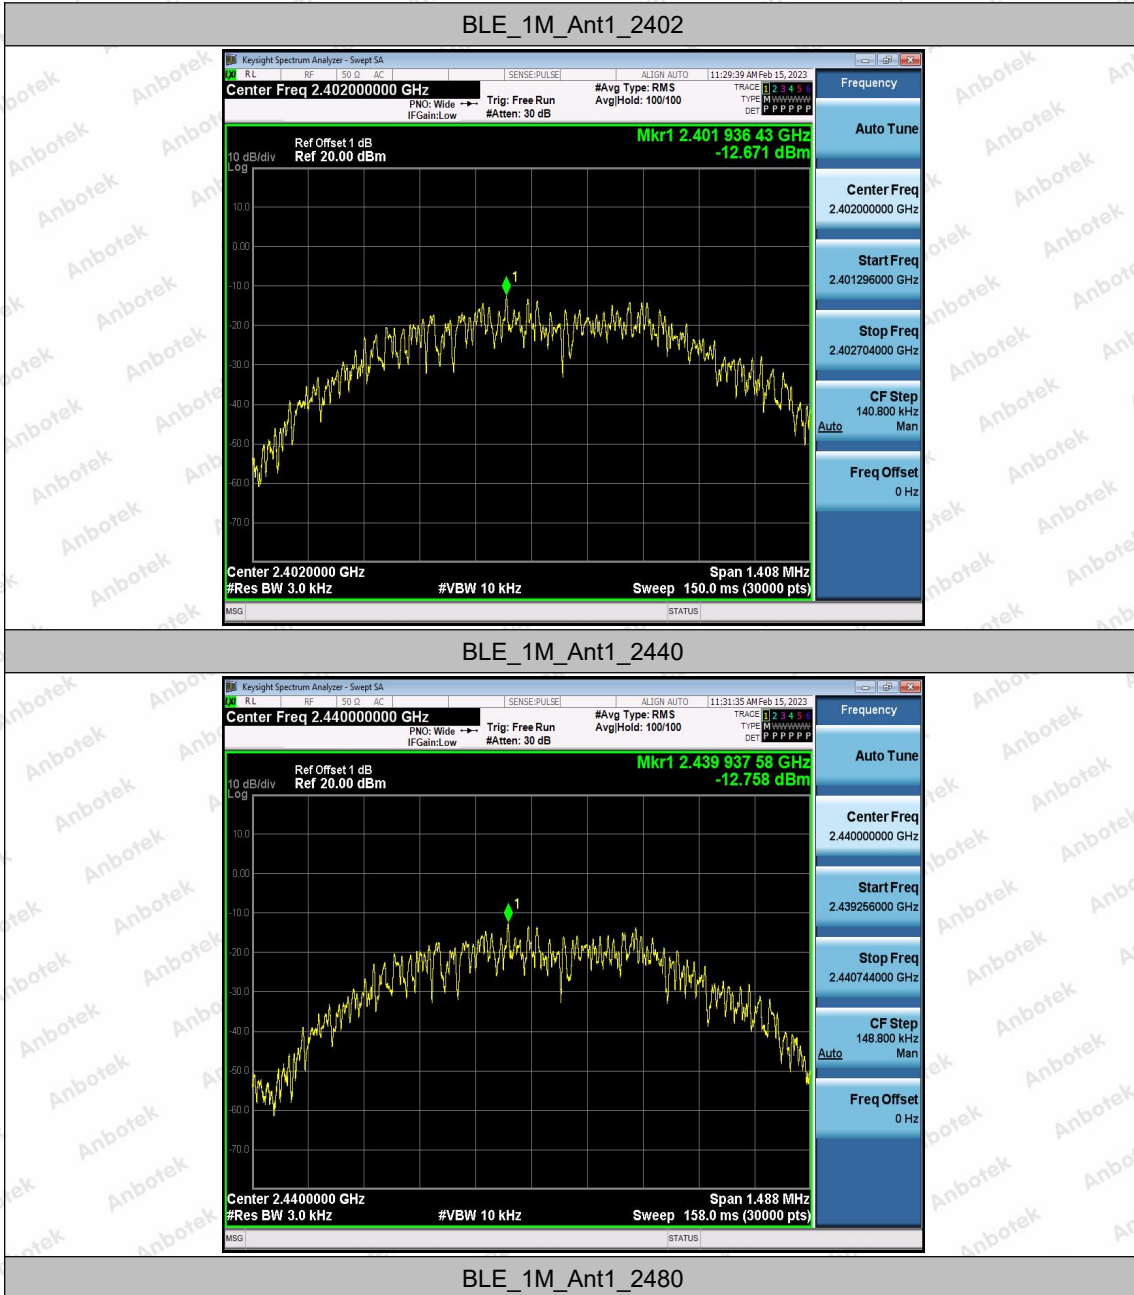 BLE_1M_Ant1_2402
Keysight Spectrum Analyzer - Swept SA
LXI RL RF 50 Ω AC SENSE:PULSE ALIGN AUTO 11:29:39 AM Feb 15, 2023
Center Freq 2.402000000 GHz #Avg Type: RMS TRACE 1 2 3 4 5 6
PNO: Wide Trig: Free Run Avg|Hold: 100/100 TYPE M WWWWW
IFGain:Low #Atten: 30 dB DET P P P P P P
Ref Offset 1 dB Mkr1 2.401 936 43 GHz
10 dB/div Ref 20.00 dBm -12.671 dBm
Log
10.0
0.00
1
-10.0
-20.0
-30.0
-40.0
-50.0
-60.0
-70.0
Center 2.4020000 GHz Span 1.408 MHz
#Res BW 3.0 kHz #VBW 10 kHz Sweep 150.0 ms (30000 pts)
MSG STATUS
Frequency
Auto Tune
Center Freq
2.402000000 GHz
Start Freq
2.401296000 GHz
Stop Freq
2.402704000 GHz
CF Step
140.800 kHz
Auto Man
Freq Offset
0 Hz
BLE_1M_Ant1_2440
Keysight Spectrum Analyzer - Swept SA
LXI RL RF 50 Ω AC SENSE:PULSE ALIGN AUTO 11:31:35 AM Feb 15, 2023
Center Freq 2.440000000 GHz #Avg Type: RMS TRACE 1 2 3 4 5 6
PNO: Wide Trig: Free Run Avg|Hold: 100/100 TYPE M WWWWW
IFGain:Low #Atten: 30 dB DET P P P P P P
Ref Offset 1 dB Mkr1 2.439 937 58 GHz
10 dB/div Ref 20.00 dBm -12.758 dBm
Log
10.0
0.00
1
-10.0
-20.0
-30.0
-40.0
-50.0
-60.0
-70.0
Center 2.4400000 GHz Span 1.488 MHz
#Res BW 3.0 kHz #VBW 10 kHz Sweep 158.0 ms (30000 pts)
MSG STATUS
Frequency
Auto Tune
Center Freq
2.440000000 GHz
Start Freq
2.439256000 GHz
Stop Freq
2.440744000 GHz
CF Step
148.800 kHz
Auto Man
Freq Offset
0 Hz
BLE_1M_Ant1_2480
Anbotek